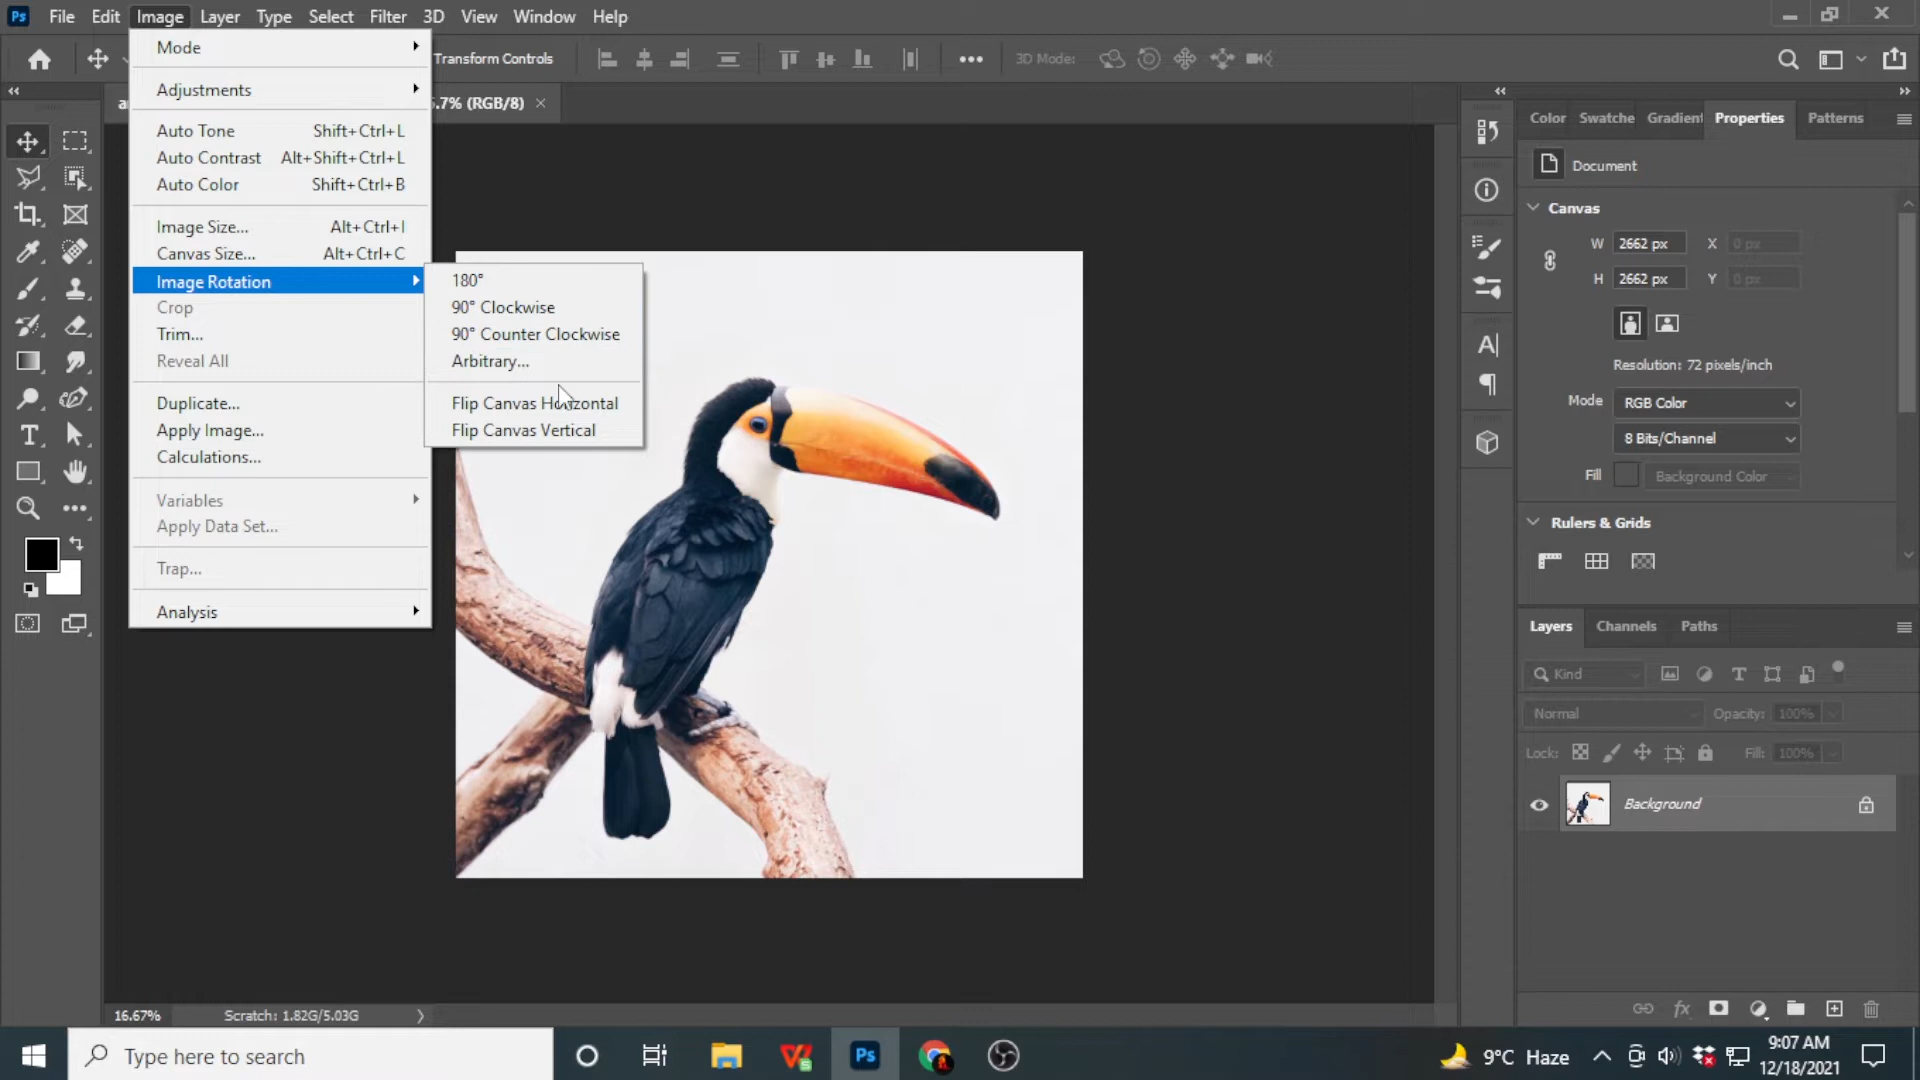 Ps File Edit Image Layer Type Select Filter 3D View Window Help
Transform Controls
3D Mode:
.7% (RGB/8)
Mode
Adjustments
Auto Tone Shift+Ctrl+L
Auto Contrast Alt+Shift+Ctrl+L
Auto Color Shift+Ctrl+B
Image Size... Alt+Ctrl+I
Canvas Size... Alt+Ctrl+C
Image Rotation
Crop
Trim...
Reveal All
Duplicate...
Apply Image...
Calculations...
Variables
Apply Data Set...
Trap...
Analysis
180°
90° Clockwise
90° Counter Clockwise
Arbitrary...
Flip Canvas Horizontal
Flip Canvas Vertical
Color Swatche Gradient Properties Patterns
Document
Canvas
W 2662 px X 0 px
H 2662 px Y 0 px
Resolution: 72 pixels/inch
Mode RGB Color
8 Bits/Channel
Fill Background Color
Rulers & Grids
Layers Channels Paths
Kind
Normal Opacity: 100%
Lock: Fill: 100%
Background
fx
16.67% Scratch: 1.82G/5.03G
Type here to search
Ps
9°C Haze
9:07 AM
12/18/2021